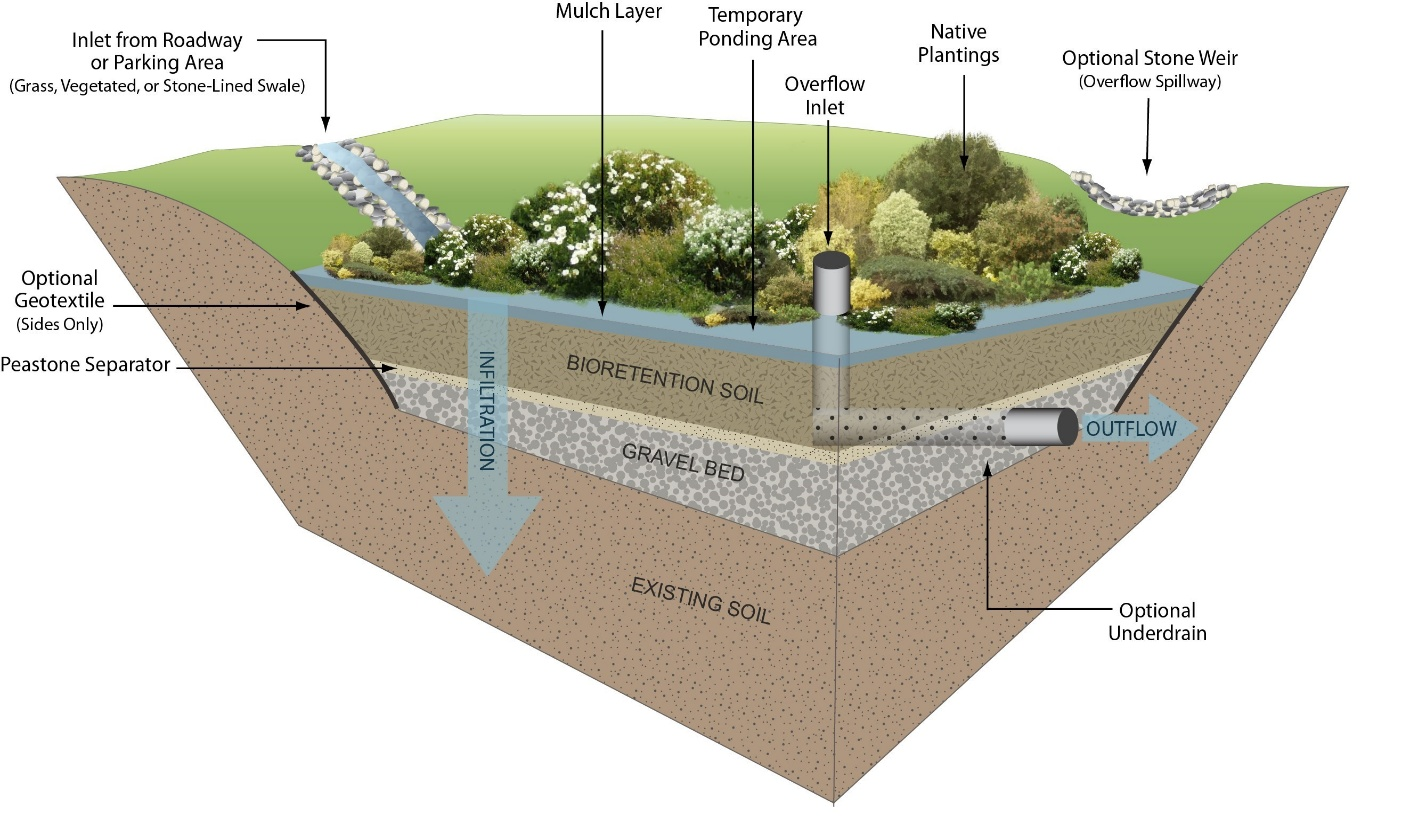 Mulch Layer
Temporary
Ponding Area
Native
Plantings
Inlet from Roadway
or Parking Area
(Grass, Vegetated, or Stone-Lined Swale)
Optional Stone Weir
(Overflow Spillway)
Overflow
Inlet
Optional
Geotextile
(Sides Only)
Peastone Separator
INFILTRATION
BIORETENTION SOIL
GRAVEL BED
OUTFLOW
EXISTING SOIL
Optional
Underdrain